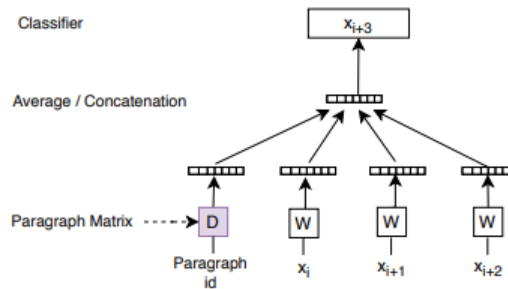 Classifier
x_{i+3}
Average / Concatenation
Paragraph Matrix
D
W
W
W
Paragraph
id
x_i
x_{i+1}
x_{i+2}